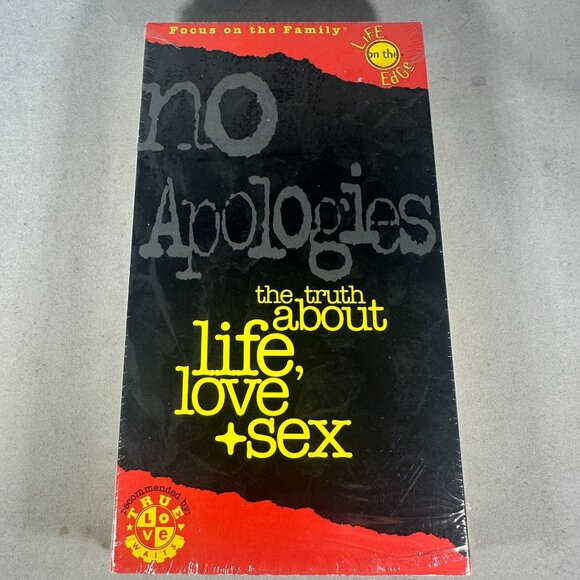 Focus on the Family™
LiFE
on the
EdGe
no
Apologies
the truth
about
life,
love
+sex
recommended by:
TRUE
LOVE
WAITS